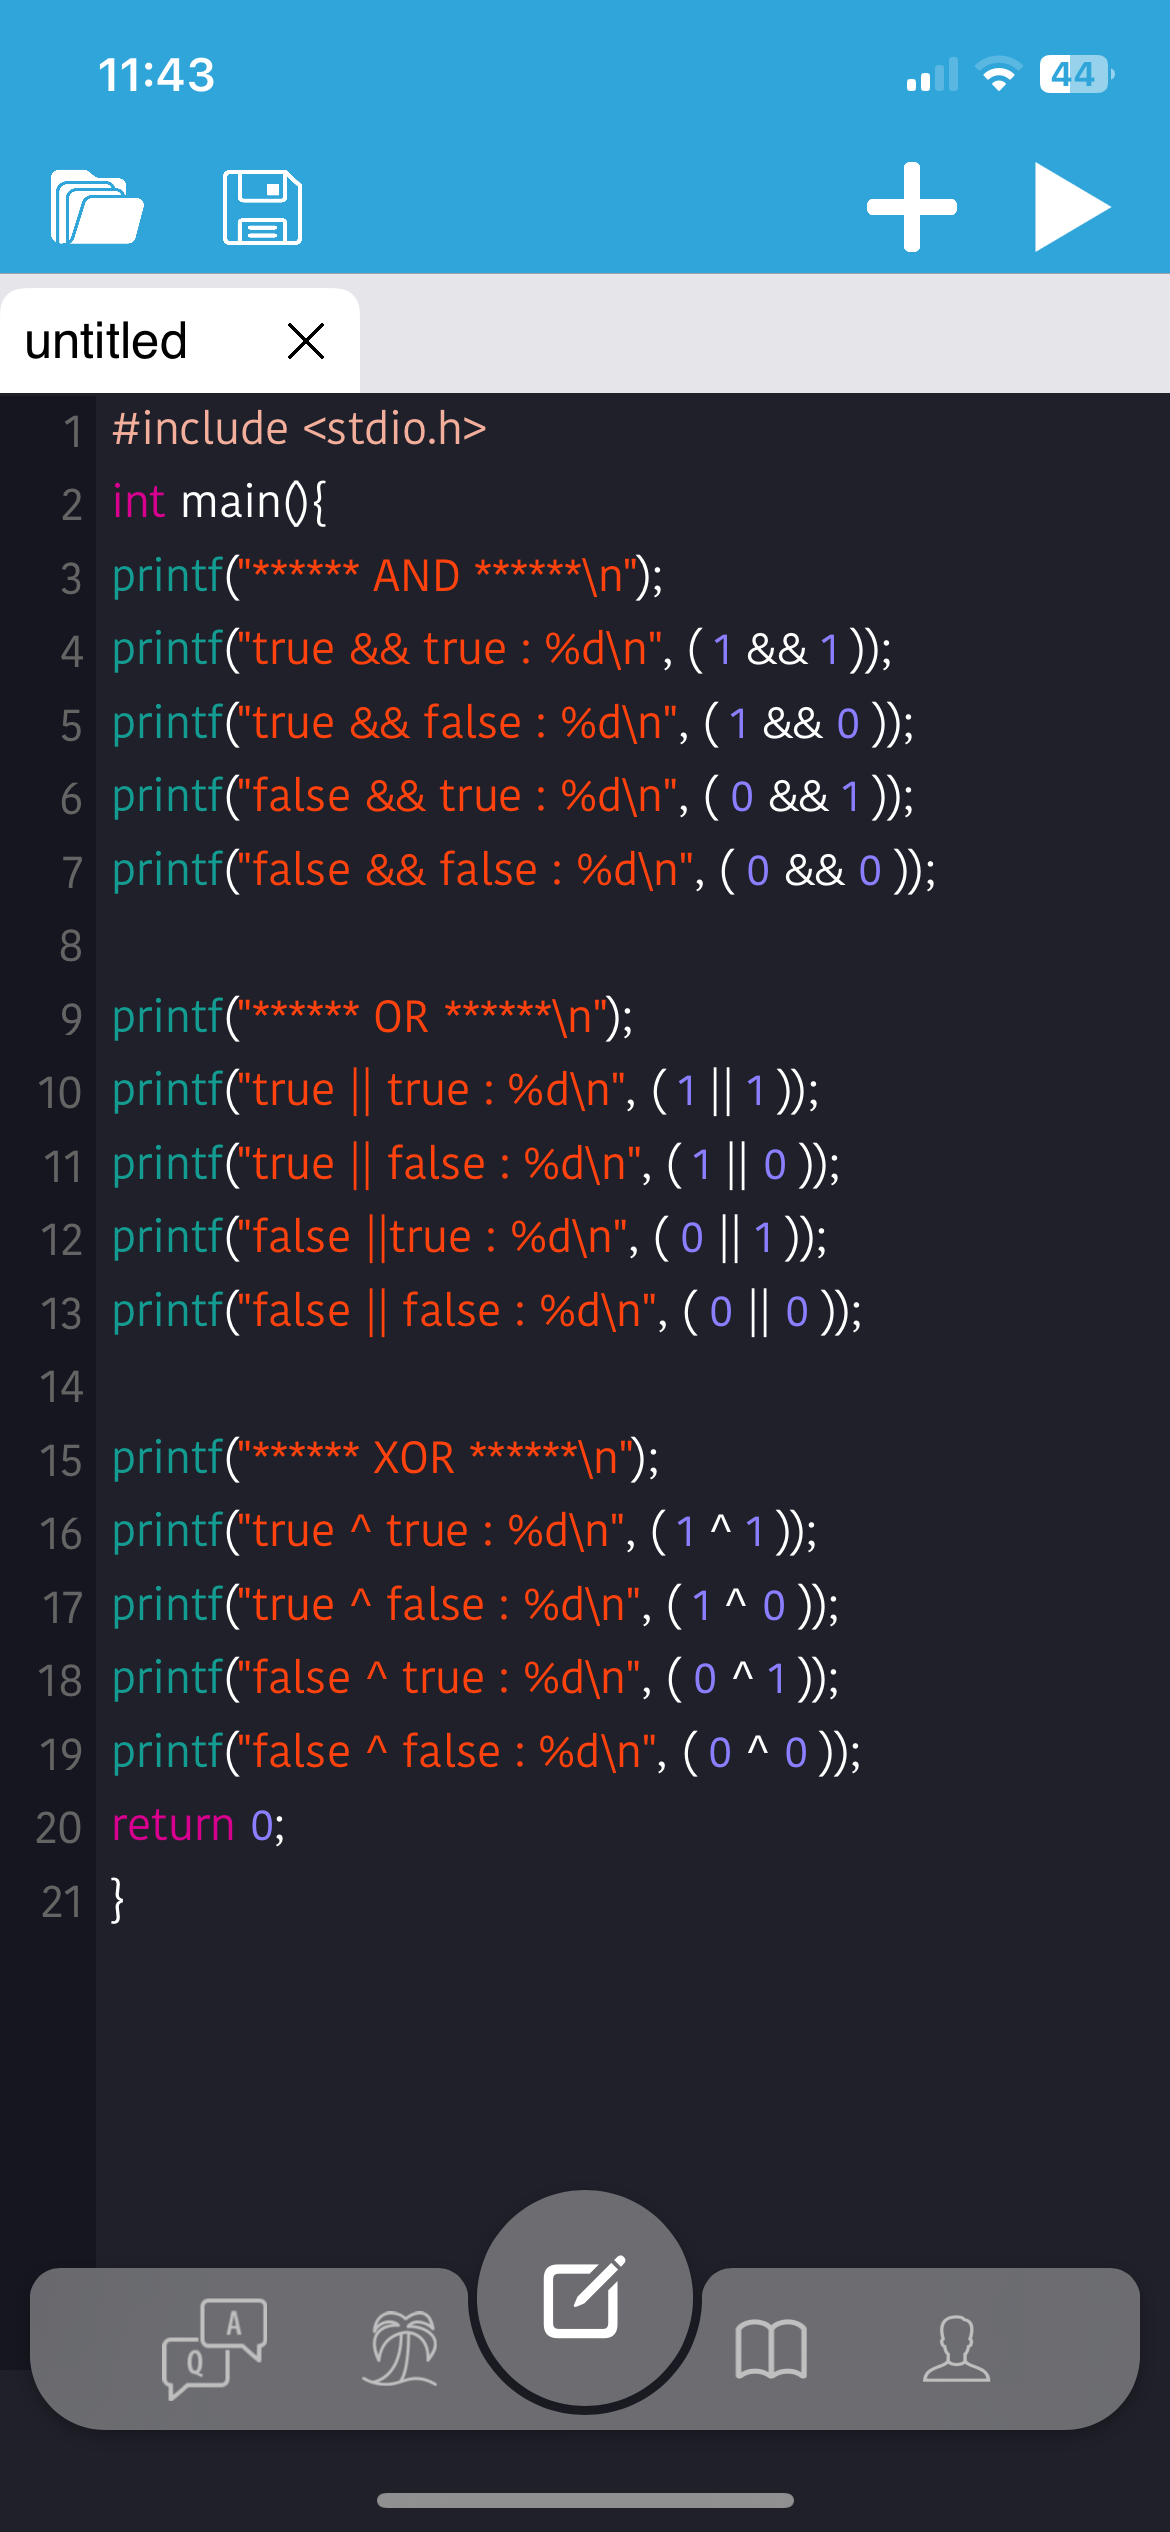 11:43
44
untitled
1 #include <stdio.h>
2 int main(){
3 printf("****** AND ******\n");
4 printf("true && true : %d\n", ( 1 && 1 ));
5 printf("true && false : %d\n", ( 1 && 0 ));
6 printf("false && true : %d\n", ( 0 && 1 ));
7 printf("false && false : %d\n", ( 0 && 0 ));
8
9 printf("****** OR ******\n");
10 printf("true || true : %d\n", ( 1 || 1 ));
11 printf("true || false : %d\n", ( 1 || 0 ));
12 printf("false ||true : %d\n", ( 0 || 1 ));
13 printf("false || false : %d\n", ( 0 || 0 ));
14
15 printf("****** XOR ******\n");
16 printf("true ^ true : %d\n", ( 1 ^ 1 ));
17 printf("true ^ false : %d\n", ( 1 ^ 0 ));
18 printf("false ^ true : %d\n", ( 0 ^ 1 ));
19 printf("false ^ false : %d\n", ( 0 ^ 0 ));
20 return 0;
21 }
A
Q